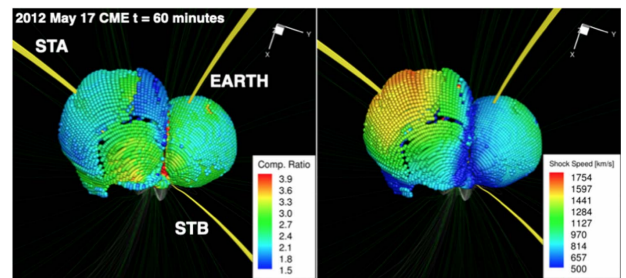 2012 May 17 CME t = 60 minutes
STA
EARTH
STB
X
Y
Comp. Ratio
3.9
3.6
3.3
3.0
2.7
2.4
2.1
1.8
1.5
X
Y
Shock Speed [km/s]
1754
1597
1441
1284
1127
970
814
657
500